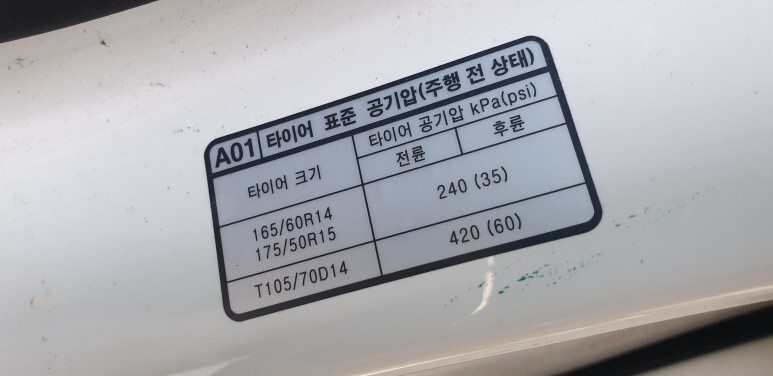 A01 타이어 표준 공기압(주행 전 상태)
타이어 크기
타이어 공기압 kPa(psi)
전륜
후륜
165/60R14
175/50R15
240 (35)
T105/70D14
420 (60)